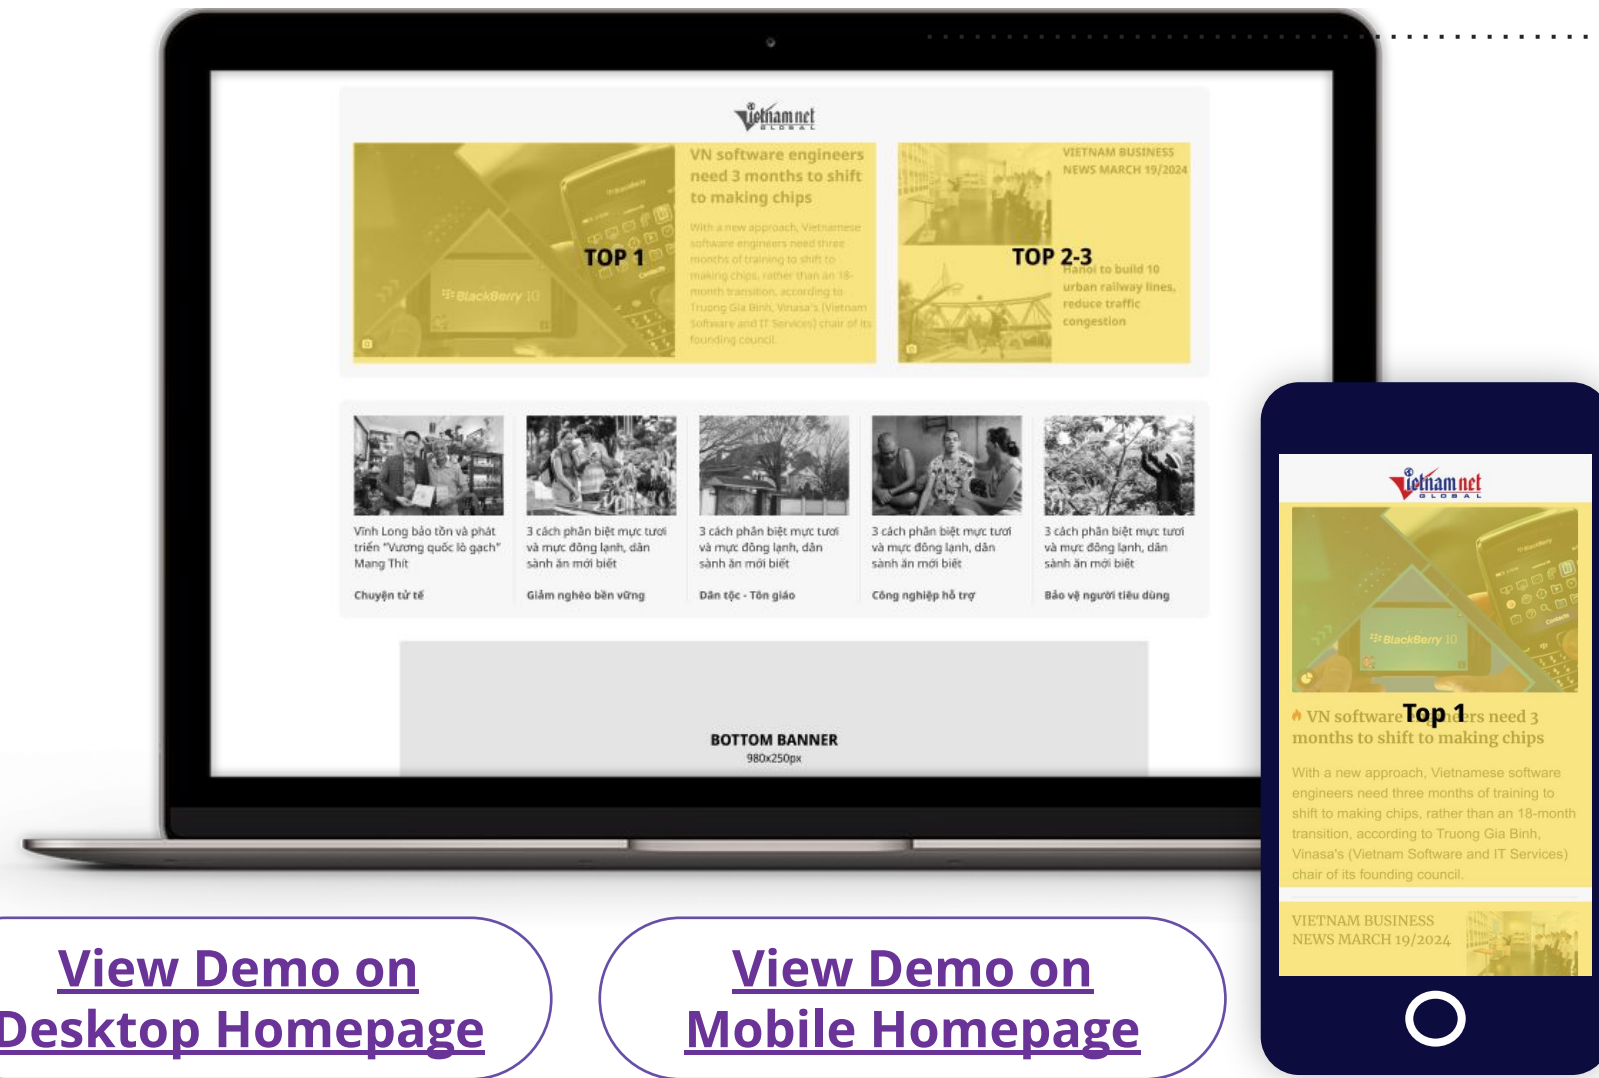 Vietnamnet
GLOBAL
VN software engineers
need 3 months to shift
to making chips
With a new approach, Vietnamese
software engineers need three
months of training to shift to
making chips, rather than an 18-
month transition, according to
Truong Gia Binh, Vinasa's (Vietnam
Software and IT Services) chair of its
founding council.
TOP 1
BlackBerry
BlackBerry 10
VIETNAM BUSINESS
NEWS MARCH 19/2024
TOP 2-3
Hanoi to build 10
urban railway lines,
reduce traffic
congestion
Vĩnh Long bảo tồn và phát
triển "Vương quốc lò gạch"
Mang Thít
Chuyện tử tế
3 cách phân biệt mực tươi
và mực đông lạnh, dân
sành ăn mới biết
Giảm nghèo bền vững
3 cách phân biệt mực tươi
và mực đông lạnh, dân
sành ăn mới biết
Dân tộc - Tôn giáo
3 cách phân biệt mực tươi
và mực đông lạnh, dân
sành ăn mới biết
Công nghiệp hỗ trợ
3 cách phân biệt mực tươi
và mực đông lạnh, dân
sành ăn mới biết
Bảo vệ người tiêu dùng
BOTTOM BANNER
980x250px
Vietnamnet
GLOBAL
BlackBerry
Contacts
BlackBerry 10
Top 1
VN software engineers need 3
months to shift to making chips
With a new approach, Vietnamese software
engineers need three months of training to
shift to making chips, rather than an 18-month
transition, according to Truong Gia Binh,
Vinasa's (Vietnam Software and IT Services)
chair of its founding council.
VIETNAM BUSINESS
NEWS MARCH 19/2024
View Demo on
Desktop Homepage
View Demo on
Mobile Homepage